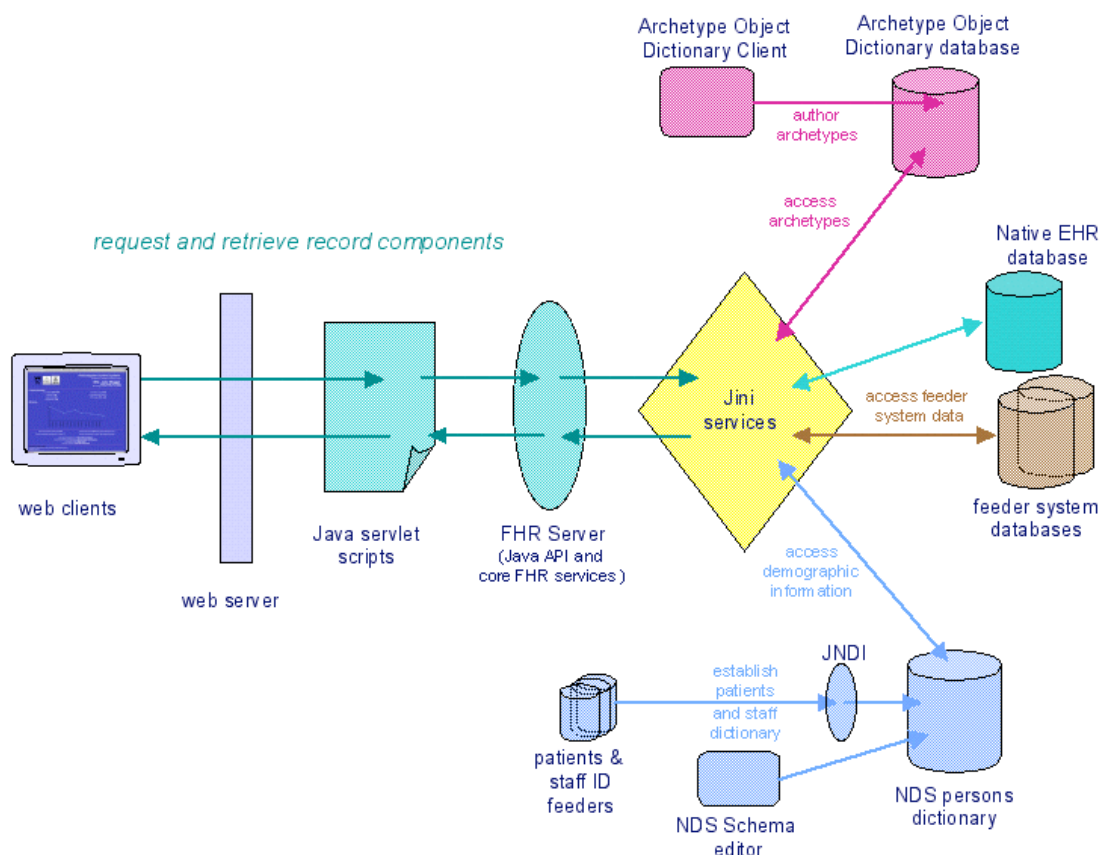 Archetype Object
Dictionary Client
Archetype Object
Dictionary database
author
archetypes
access
archetypes
request and retrieve record components
Native EHR
database
Jini
services
access feeder
system data
web clients
web server
Java servlet
scripts
FHR Server
(Java API and
core FHR services)
feeder system
databases
access
demographic
information
JNDI
establish
patients
and staff
dictionary
patients &
staff ID
feeders
NDS Schema
editor
NDS persons
dictionary